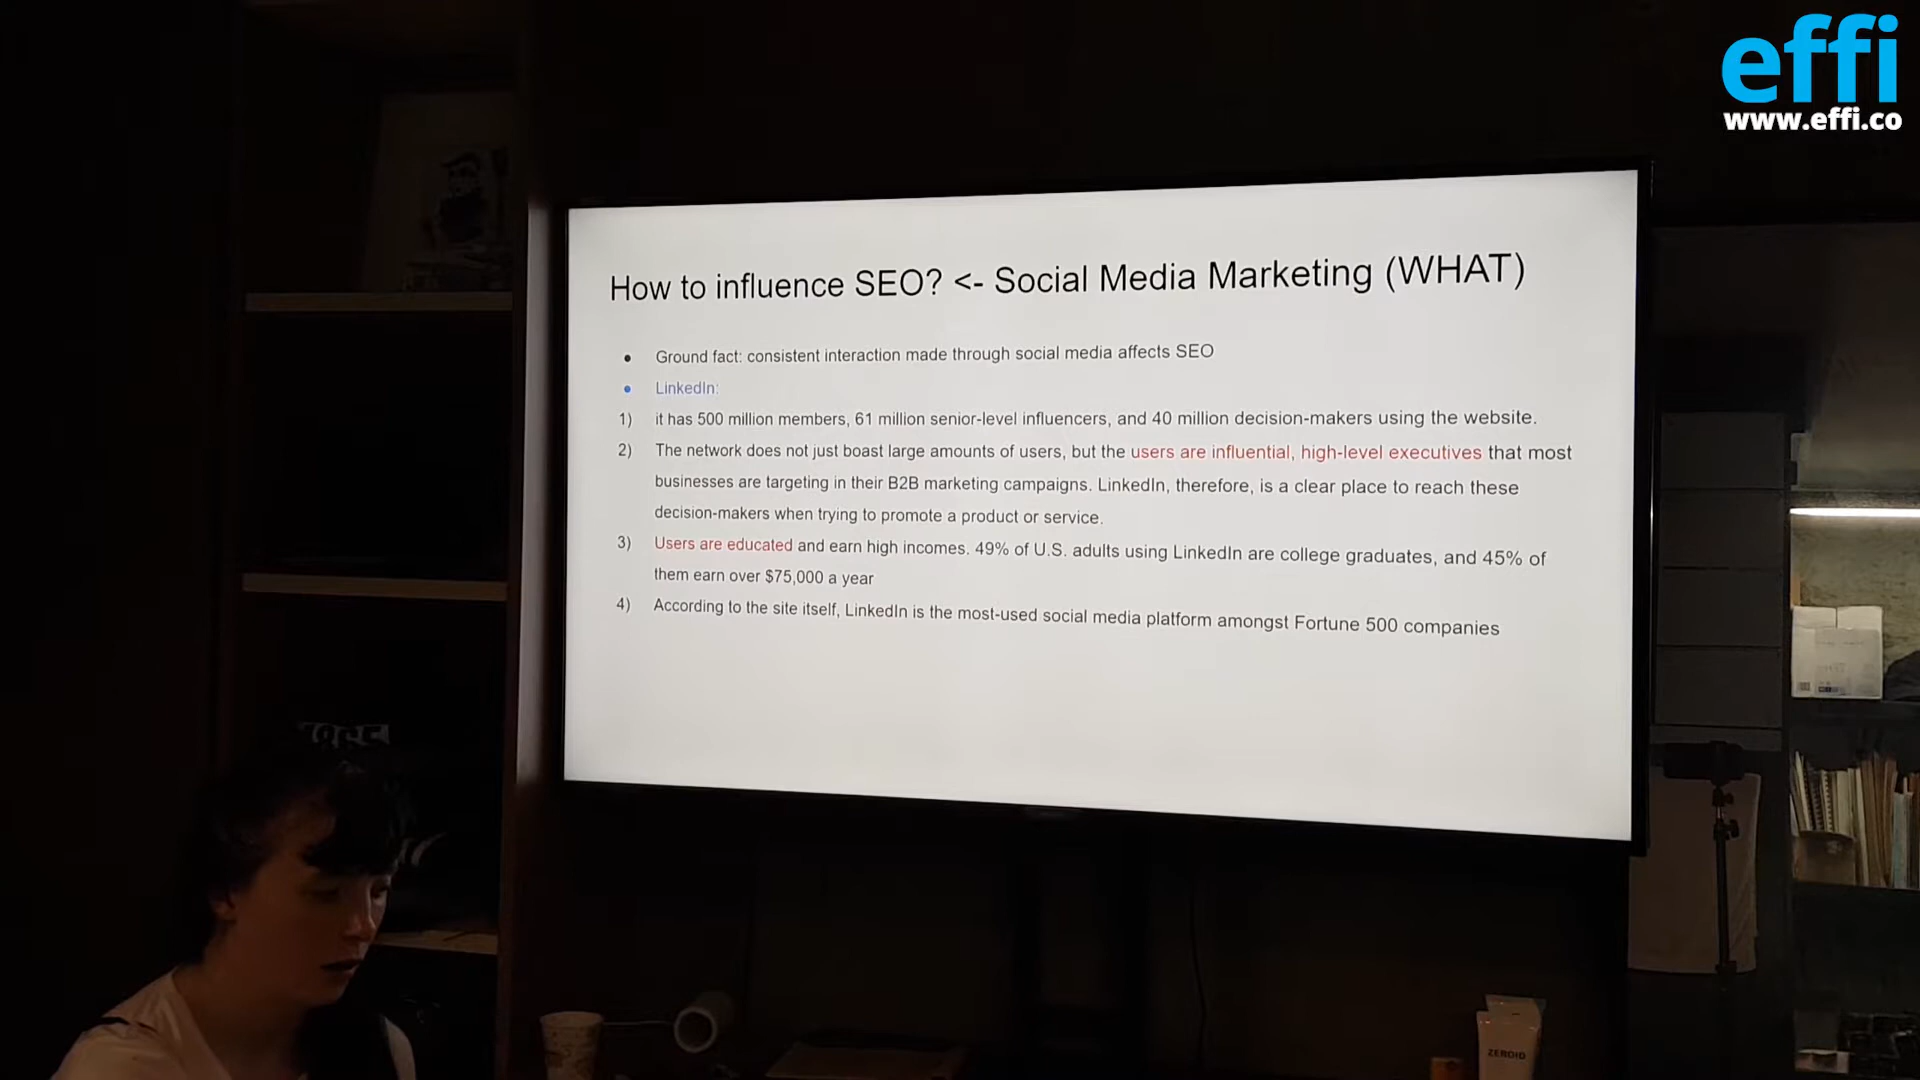 effi
www.effi.co
How to influence SEO? <- Social Media Marketing (WHAT)
● Ground fact: consistent interaction made through social media affects SEO
● LinkedIn:
1) it has 500 million members, 61 million senior-level influencers, and 40 million decision-makers using the website.
2) The network does not just boast large amounts of users, but the users are influential, high-level executives that most
businesses are targeting in their B2B marketing campaigns. LinkedIn, therefore, is a clear place to reach these
decision-makers when trying to promote a product or service.
3) Users are educated and earn high incomes. 49% of U.S. adults using LinkedIn are college graduates, and 45% of
them earn over $75,000 a year
4) According to the site itself, LinkedIn is the most-used social media platform amongst Fortune 500 companies
ZEROID